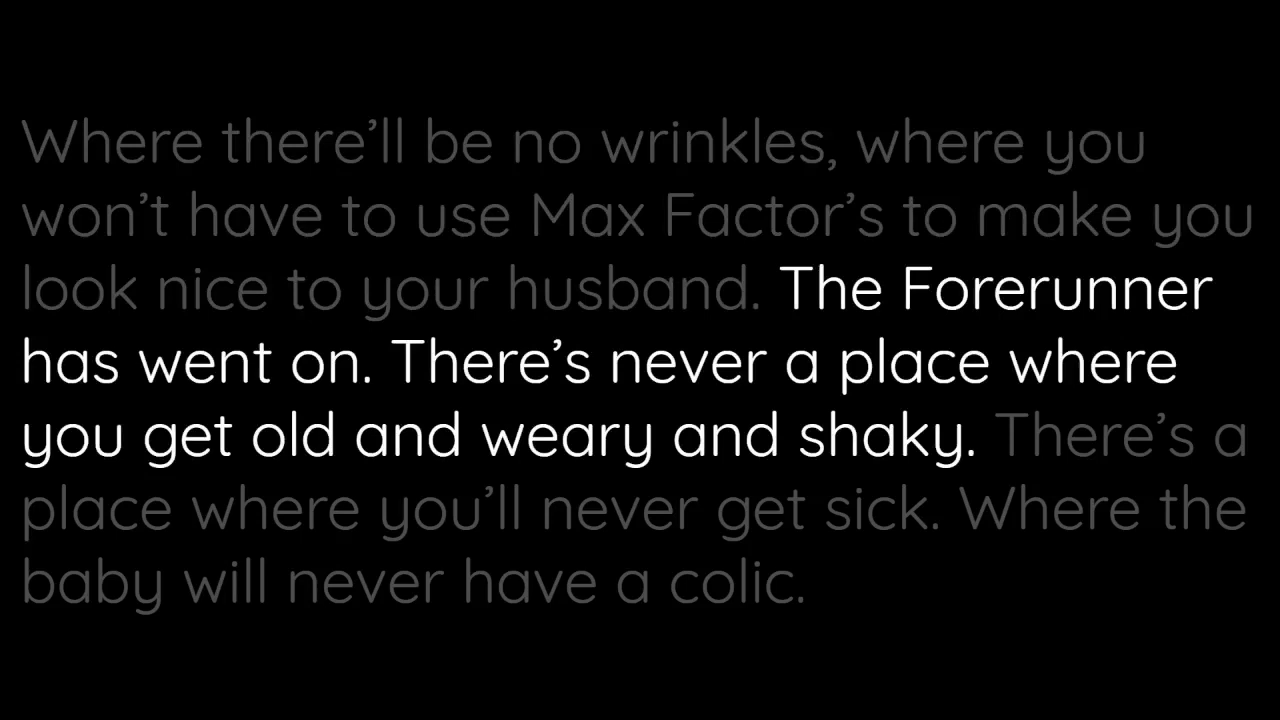 Where there’ll be no wrinkles, where you
won’t have to use Max Factor’s to make you
look nice to your husband. The Forerunner
has went on. There’s never a place where
you get old and weary and shaky. There’s a
place where you’ll never get sick. Where the
baby will never have a colic.